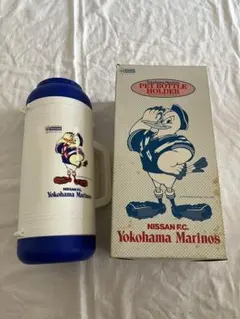 PET BOTTLE
HOLDER
NISSAN F.C.
Yokohama Marinos
NISSAN F.C.
Yokohama Marinos